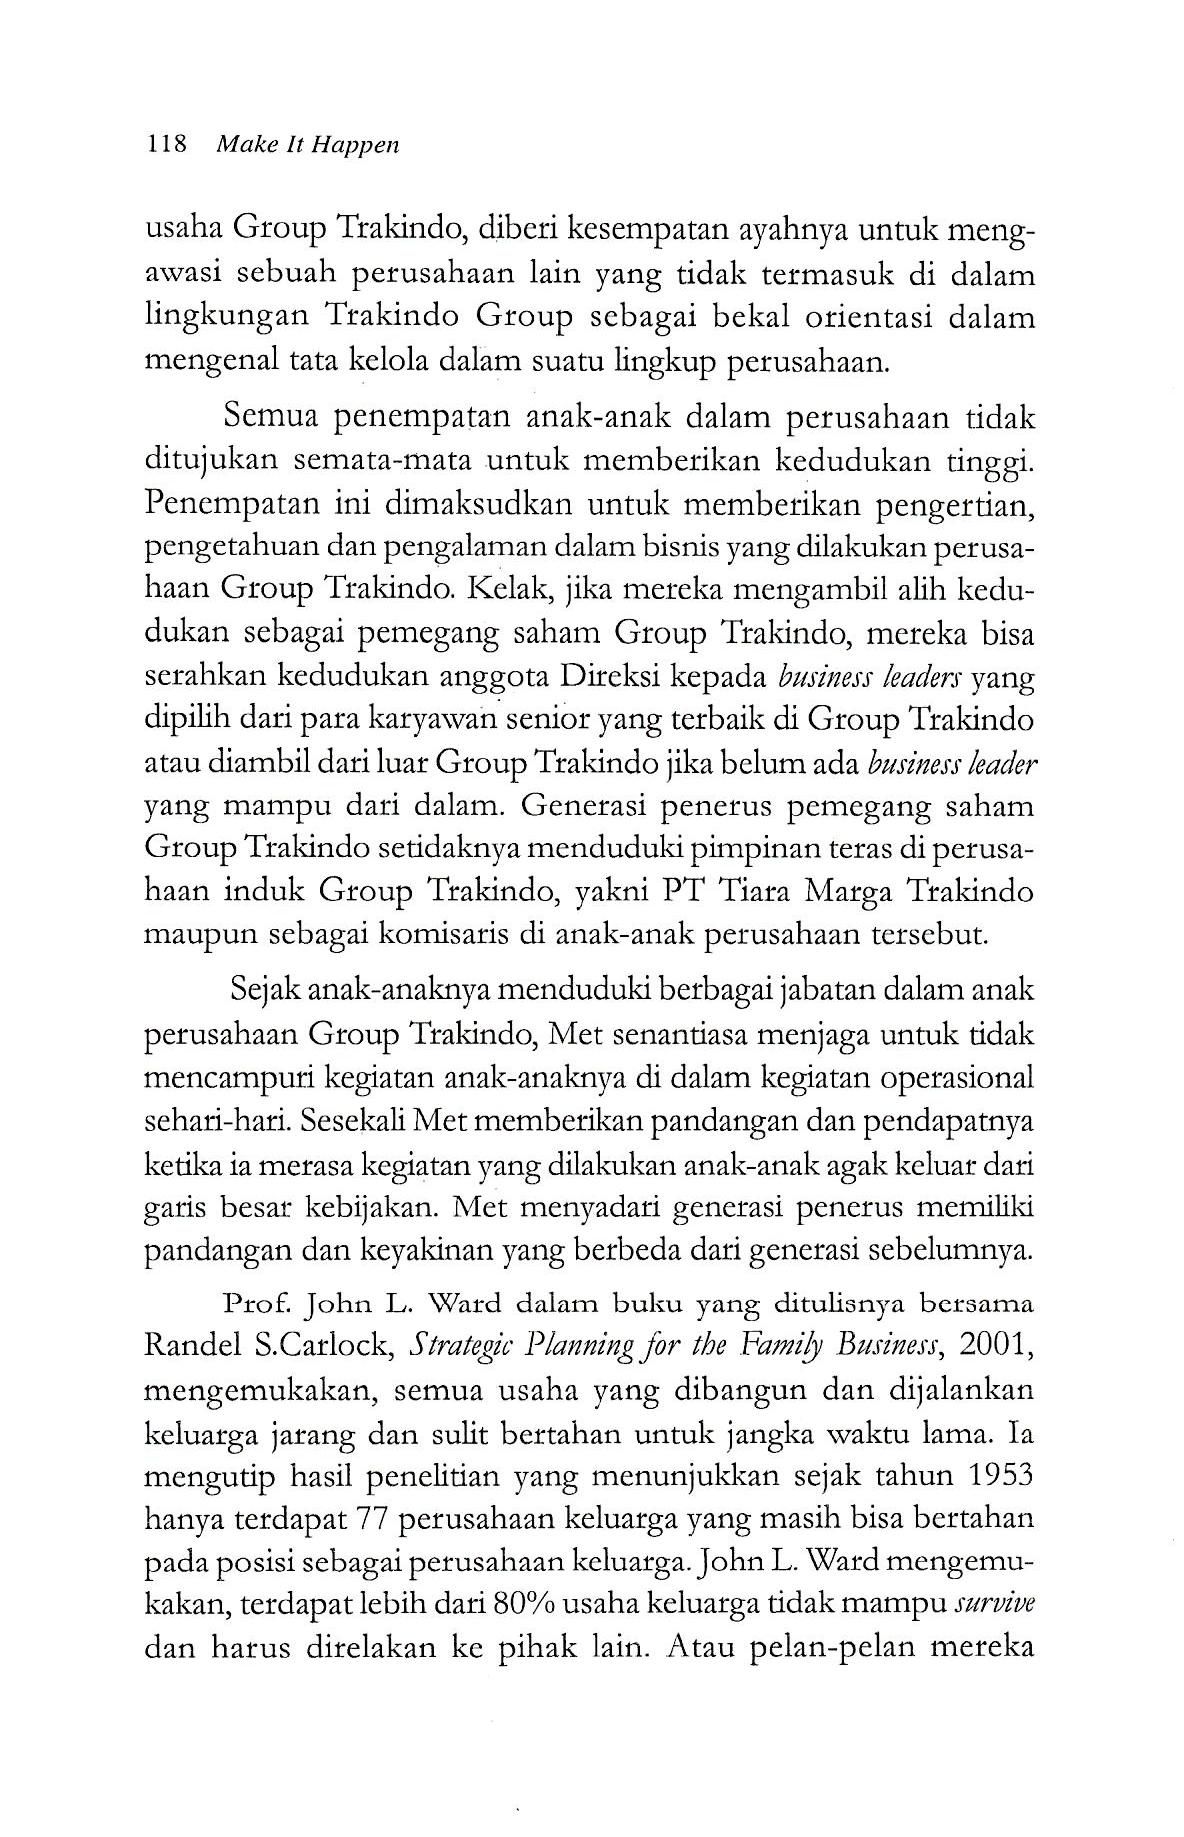 118 Make It Happen
usaha Group Trakindo, diberi kesempatan ayahnya untuk meng-
awasi sebuah perusahaan lain yang tidak termasuk di dalam
lingkungan Trakindo Group sebagai bekal orientasi dalam
mengenal tata kelola dalam suatu lingkup perusahaan.
Semua penempatan anak-anak dalam perusahaan tidak
ditujukan semata-mata untuk memberikan kedudukan tinggi.
Penempatan ini dimaksudkan untuk memberikan pengertian,
pengetahuan dan pengalaman dalam bisnis yang dilakukan perusa-
haan Group Trakindo. Kelak, jika mereka mengambil alih kedu-
dukan sebagai pemegang saham Group Trakindo, mereka bisa
serahkan kedudukan anggota Direksi kepada business leaders yang
dipilih dari para karyawan senior yang terbaik di Group Trakindo
atau diambil dari luar Group Trakindo jika belum ada business leader
yang mampu dari dalam. Generasi penerus pemegang saham
Group Trakindo setidaknya menduduki pimpinan teras di perusa-
haan induk Group Trakindo, yakni PT Tiara Marga Trakindo
maupun sebagai komisaris di anak-anak perusahaan tersebut.
Sejak anak-anaknya menduduki berbagai jabatan dalam anak
perusahaan Group Trakindo, Met senantiasa menjaga untuk tidak
mencampuri kegiatan anak-anaknya di dalam kegiatan operasional
sehari-hari. Sesekali Met memberikan pandangan dan pendapatnya
ketika ia merasa kegiatan yang dilakukan anak-anak agak keluar dari
garis besar kebijakan. Met menyadari generasi penerus memiliki
pandangan dan keyakinan yang berbeda dari generasi sebelumnya.
Prof. John L. Ward dalam buku yang ditulisnya bersama
Randel S.Carlock, Strategic Planning for the Family Business, 2001,
mengemukakan, semua usaha yang dibangun dan dijalankan
keluarga jarang dan sulit bertahan untuk jangka waktu lama. Ia
mengutip hasil penelitian yang menunjukkan sejak tahun 1953
hanya terdapat 77 perusahaan keluarga yang masih bisa bertahan
pada posisi sebagai perusahaan keluarga. John L. Ward mengemu-
kakan, terdapat lebih dari 80% usaha keluarga tidak mampu survive
dan harus direlakan ke pihak lain. Atau pelan-pelan mereka